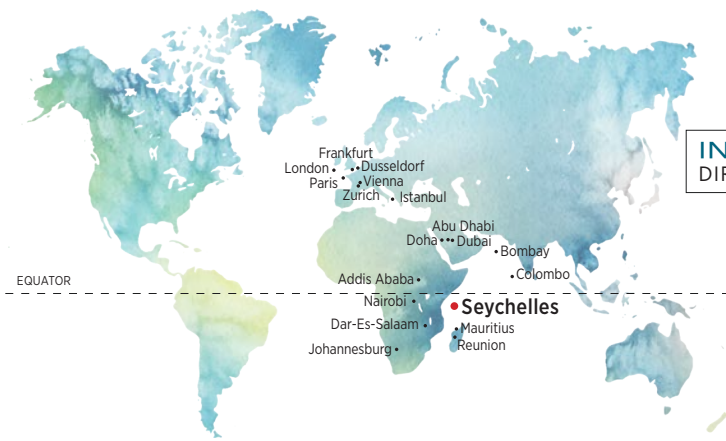 Frankfurt
London
Dusseldorf
Paris
Vienna
Zurich
Istanbul
Abu Dhabi
Doha
Dubai
Bombay
Colombo
Addis Ababa
EQUATOR
Nairobi
Seychelles
Dar-Es-Salaam
Mauritius
Reunion
Johannesburg